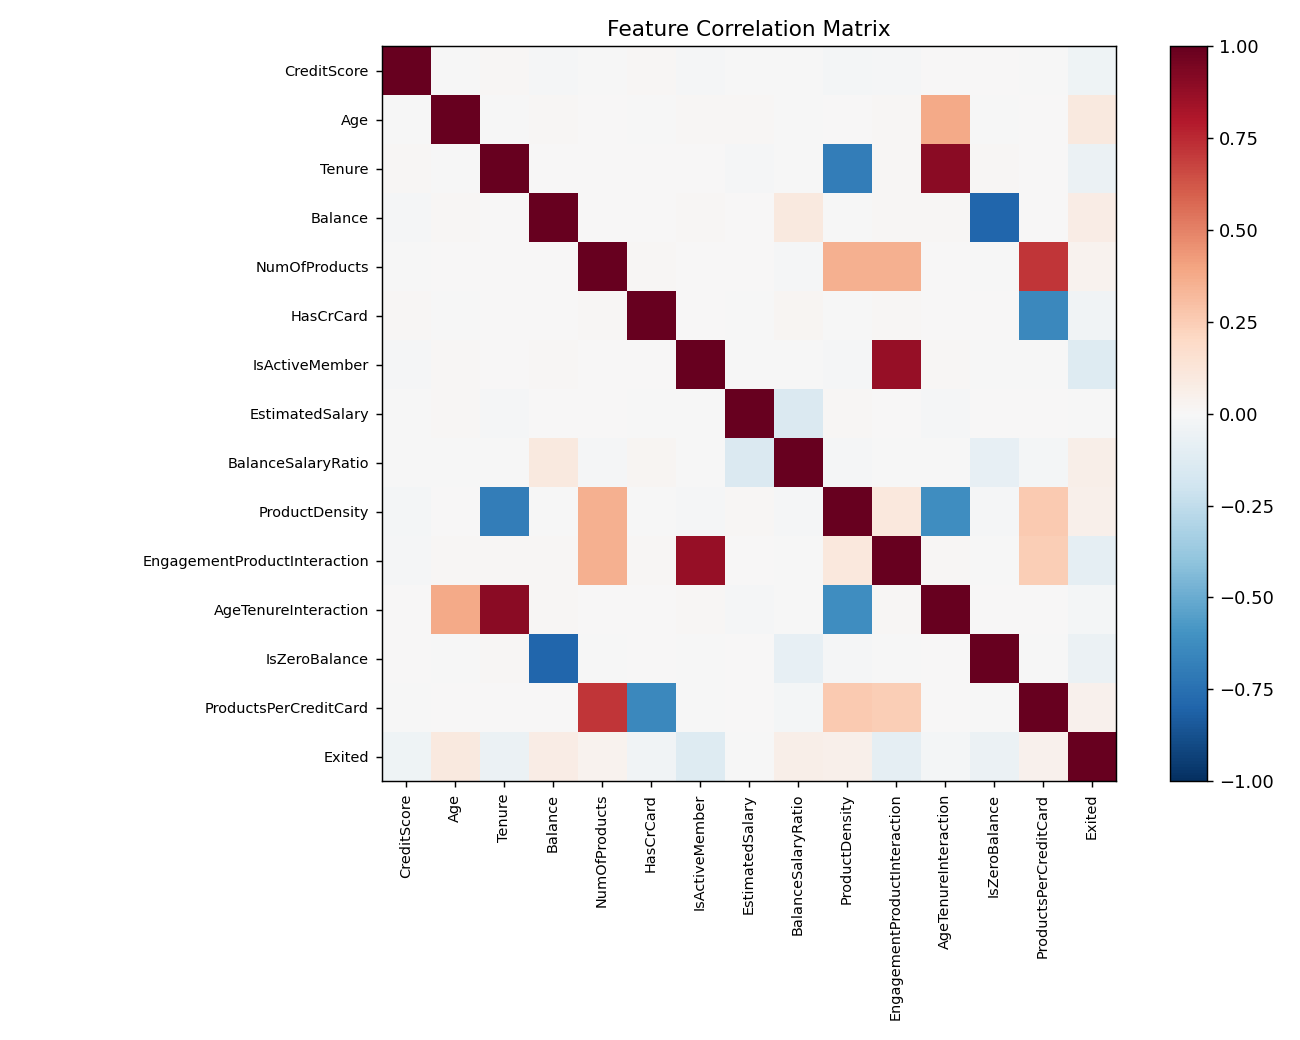 Feature Correlation Matrix
CreditScore
Age
Tenure
Balance
NumOfProducts
HasCrCard
IsActiveMember
EstimatedSalary
BalanceSalaryRatio
ProductDensity
EngagementProductInteraction
AgeTenureInteraction
IsZeroBalance
ProductsPerCreditCard
Exited
CreditScore
Age
Tenure
Balance
NumOfProducts
HasCrCard
IsActiveMember
EstimatedSalary
BalanceSalaryRatio
ProductDensity
EngagementProductInteraction
AgeTenureInteraction
IsZeroBalance
ProductsPerCreditCard
Exited
1.00
0.75
0.50
0.25
0.00
−0.25
−0.50
−0.75
−1.00